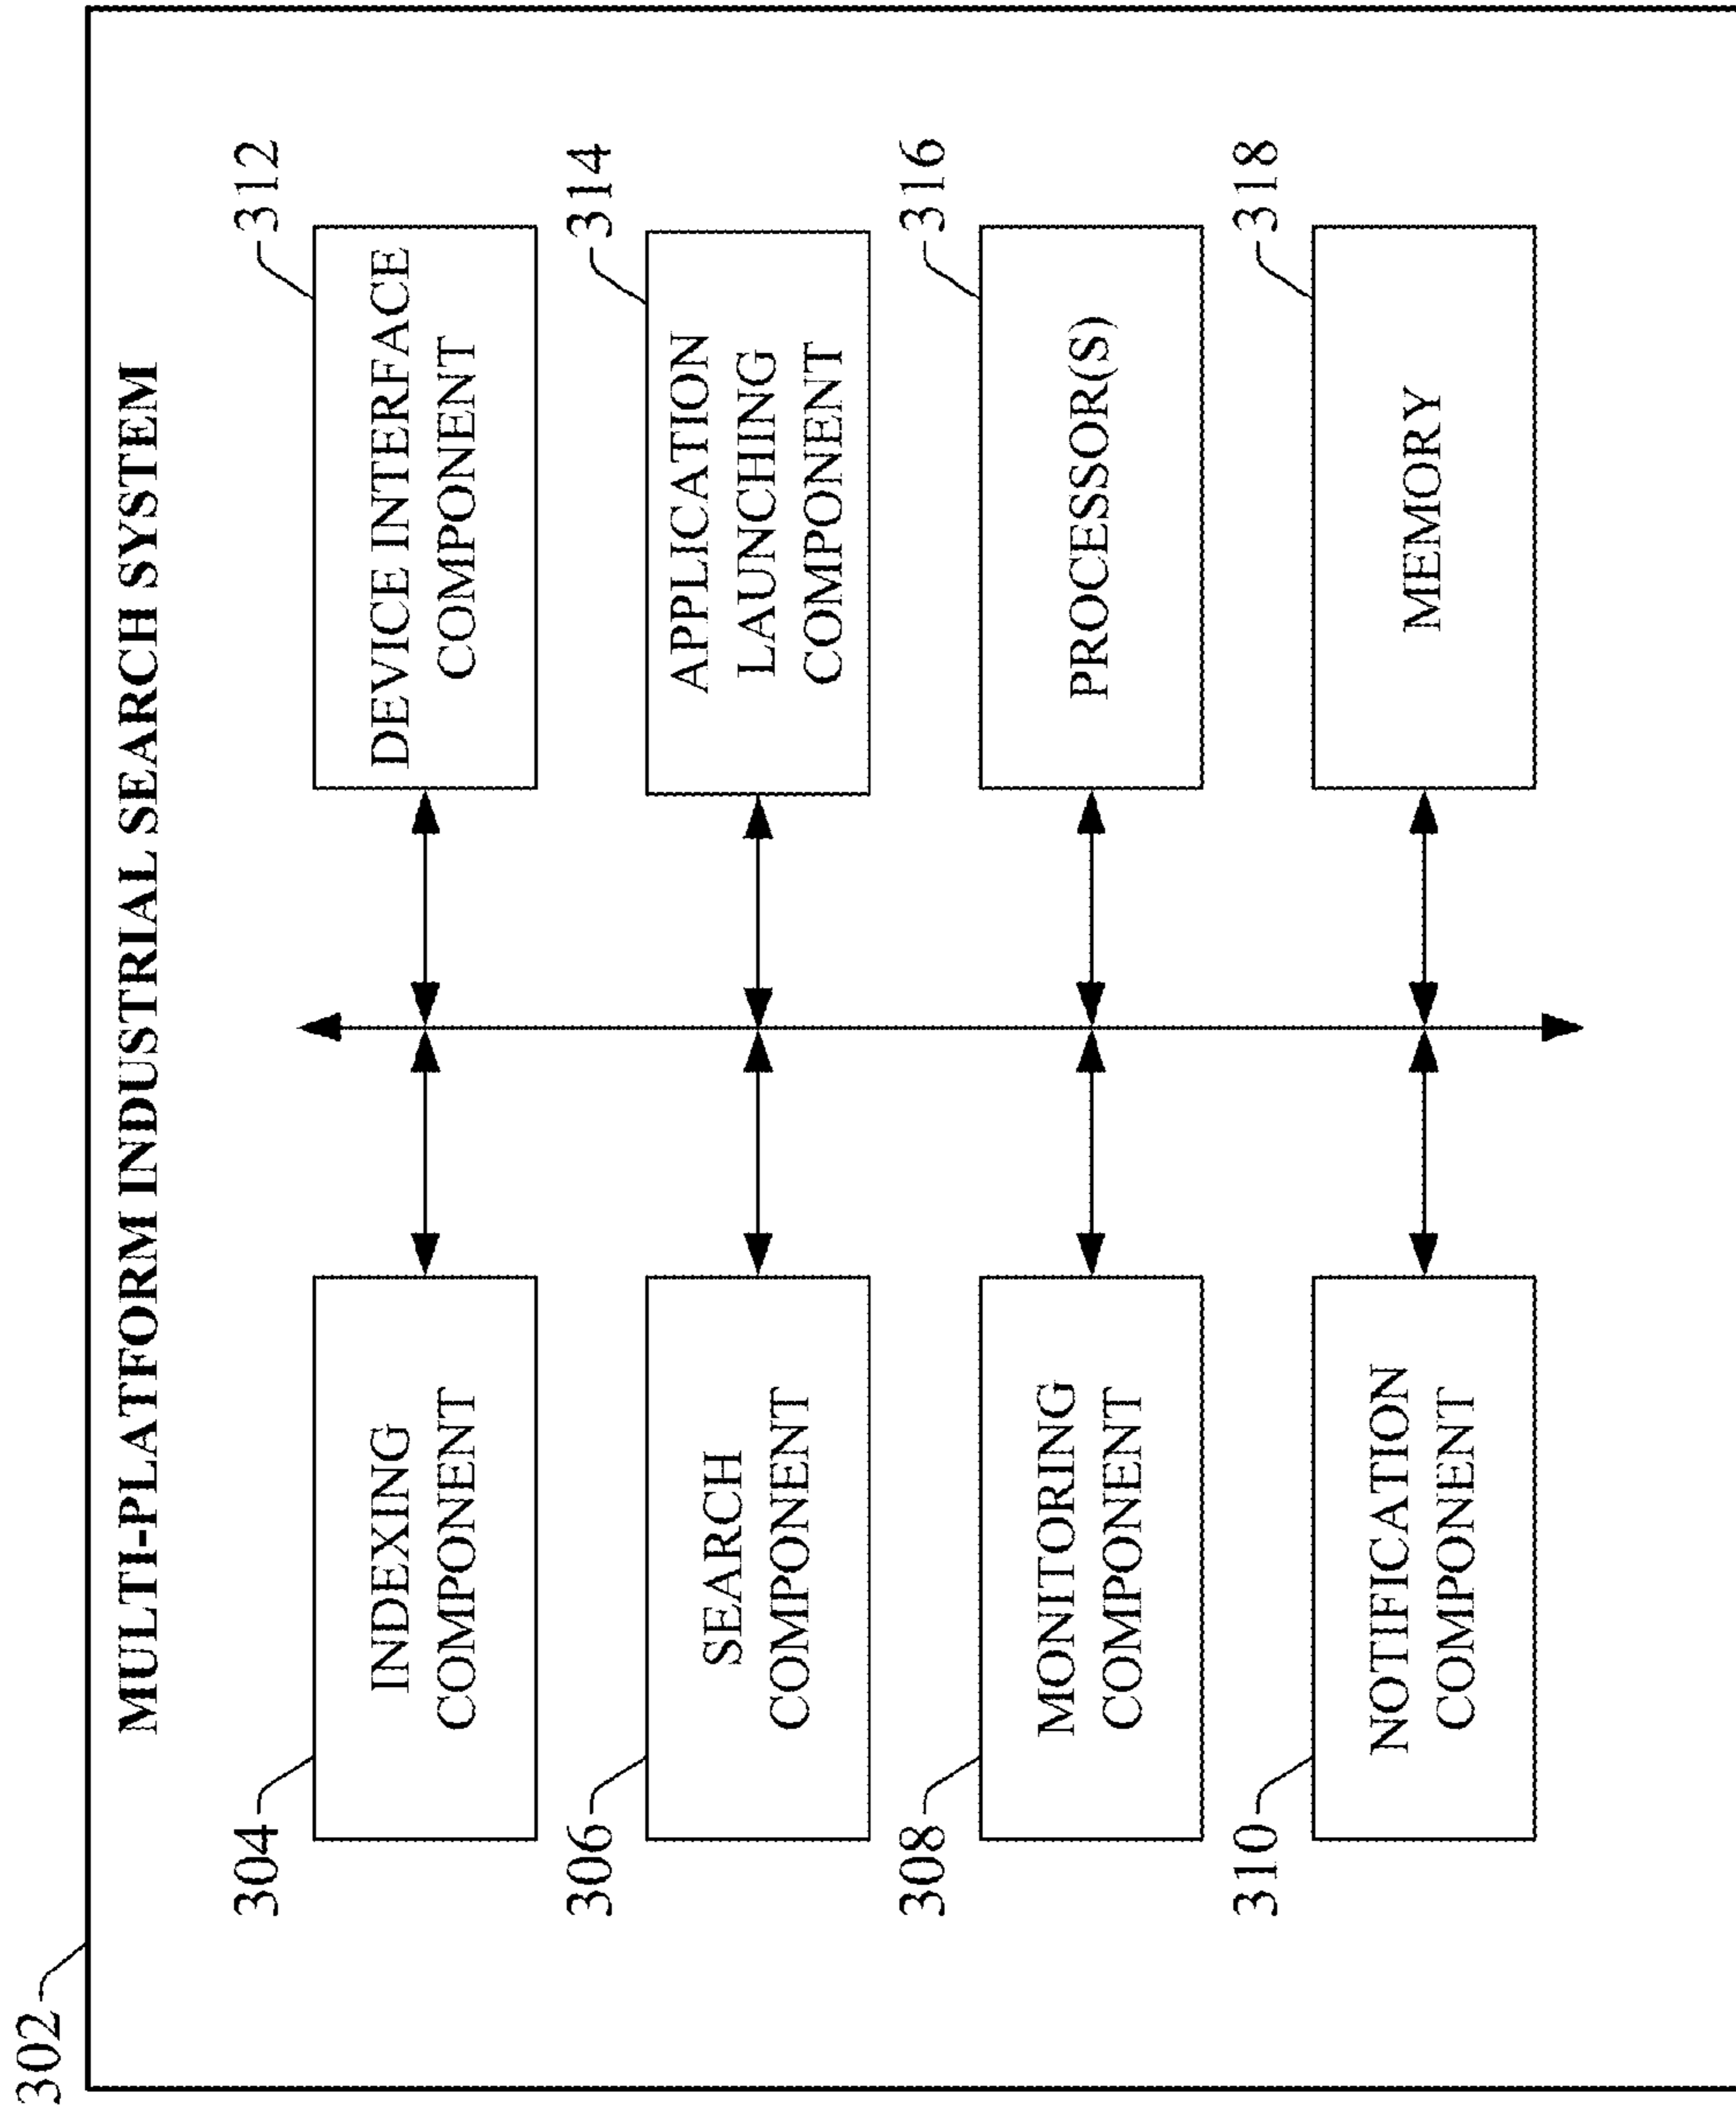 302
MULTI-PLATFORM INDUSTRIAL SEARCH SYSTEM
304
INDEXING
COMPONENT
312
DEVICE INTERFACE
COMPONENT
306
SEARCH
COMPONENT
314
APPLICATION
LAUNCHING
COMPONENT
308
MONITORING
COMPONENT
316
PROCESSOR(S)
310
NOTIFICATION
COMPONENT
318
MEMORY